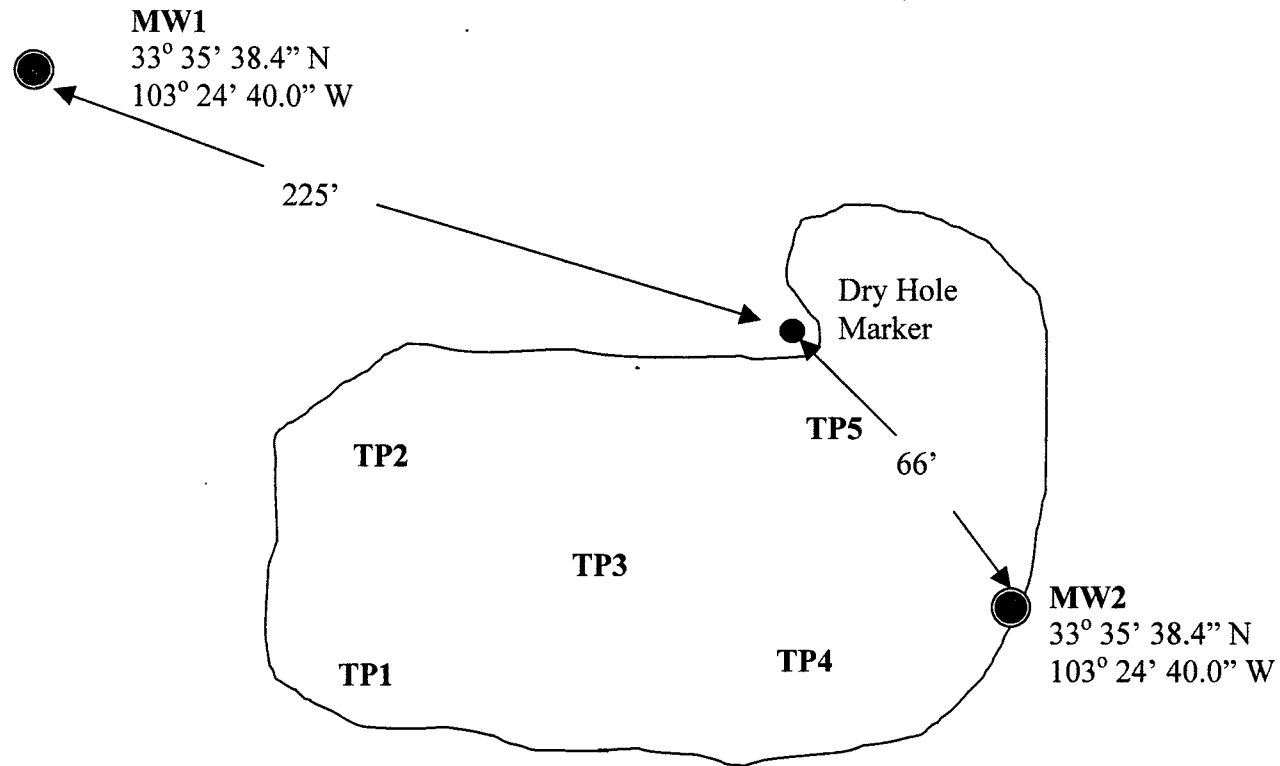 MW1
33° 35’ 38.4” N
103° 24’ 40.0” W
225’
Dry Hole
Marker
TP5
TP2
66’
TP3
MW2
33° 35’ 38.4” N
103° 24’ 40.0” W
TP4
TP1